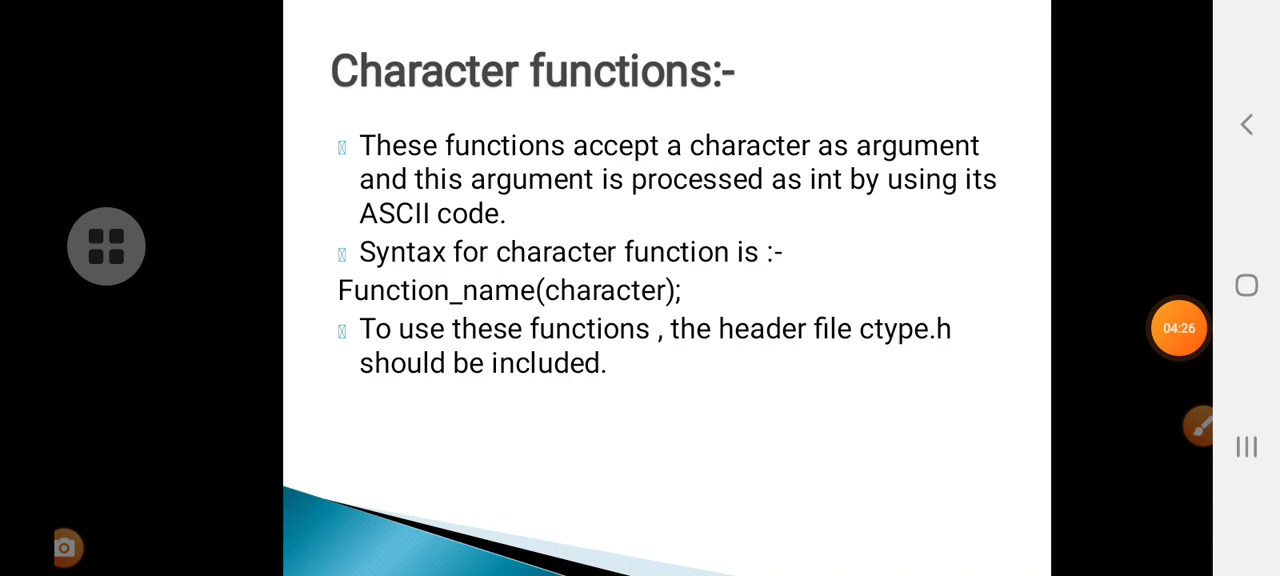 Character functions:-
These functions accept a character as argument
and this argument is processed as int by using its
ASCII code.
Syntax for character function is :-
Function_name(character);
To use these functions , the header file ctype.h
should be included.
04:26